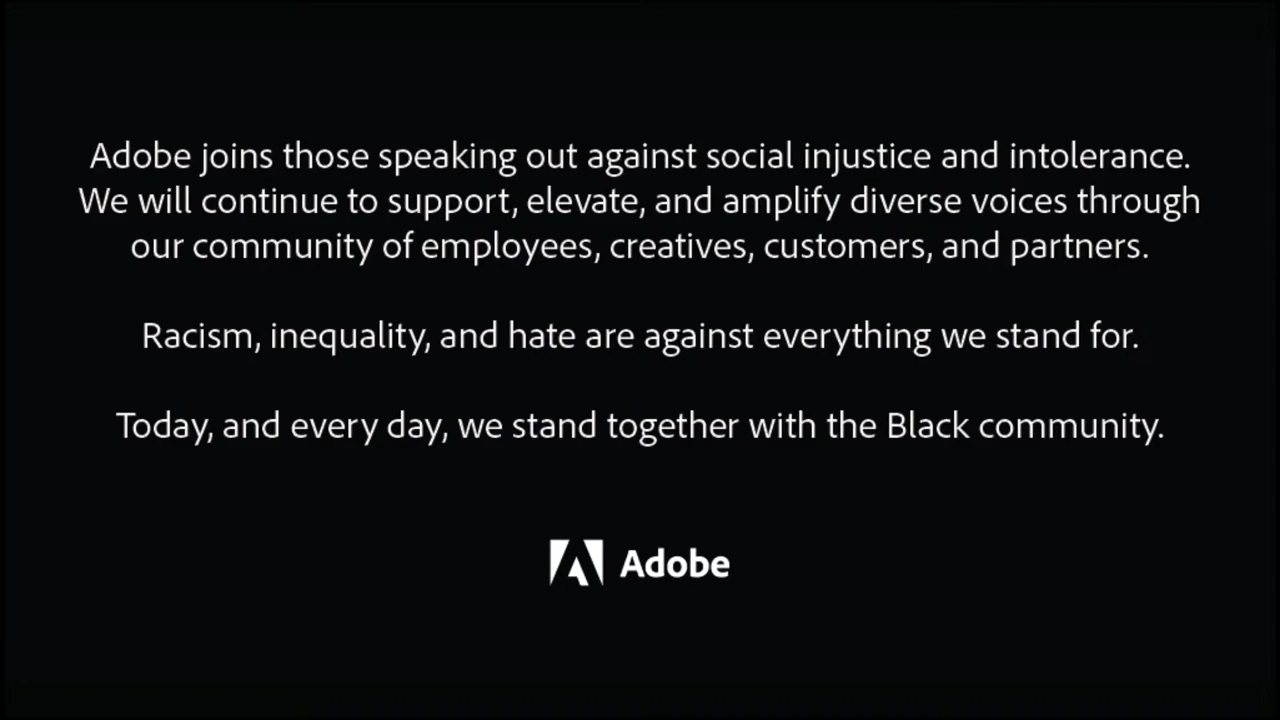 Adobe joins those speaking out against social injustice and intolerance.
We will continue to support, elevate, and amplify diverse voices through
our community of employees, creatives, customers, and partners.
Racism, inequality, and hate are against everything we stand for.
Today, and every day, we stand together with the Black community.
Adobe